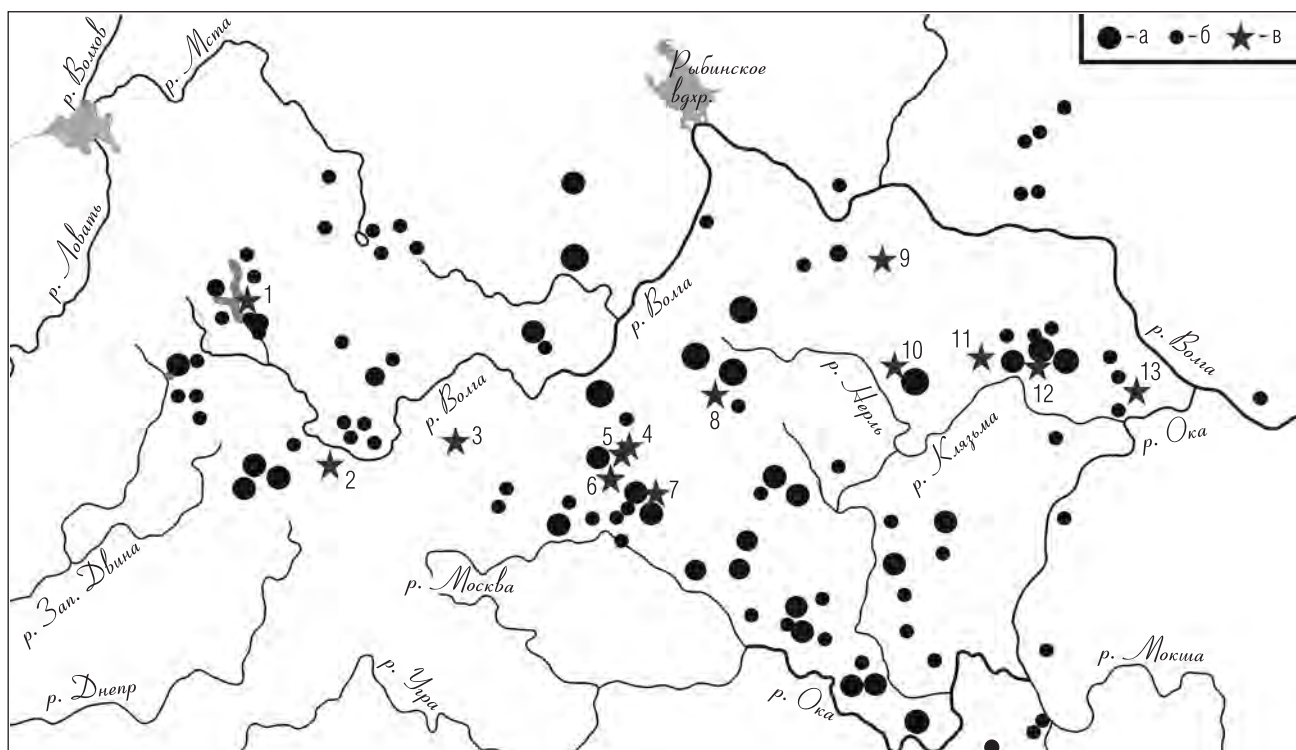 - а - б - в
р. Волхов
р. Мста
Рыбинское
вдхр.
р. Ловать
1
р. Волга
9
р. Волга
10
11
12
13
р. Нерль
8
р. Клязьма
р. Ока
р. Волга
3
2
5
4
6
7
р. Зап. Двина
р. Москва
р. Днепр
р. Угра
р. Ока
р. Мокша